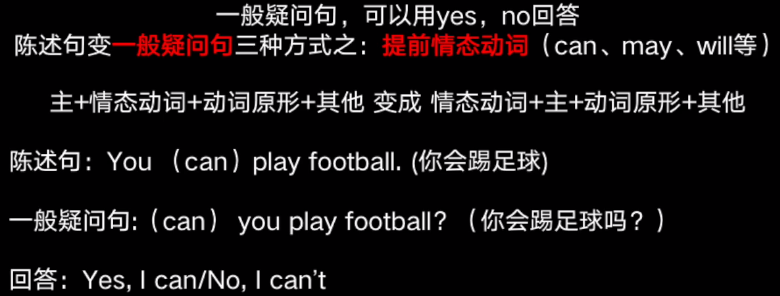 一般疑问句，可以用yes，no回答
陈述句变一般疑问句三种方式之：提前情态动词（can、may、will等）
主+情态动词+动词原形+其他 变成 情态动词+主+动词原形+其他
陈述句：You （can）play football. (你会踢足球)
一般疑问句:（can） you play football？（你会踢足球吗？）
回答：Yes, I can/No, I can't